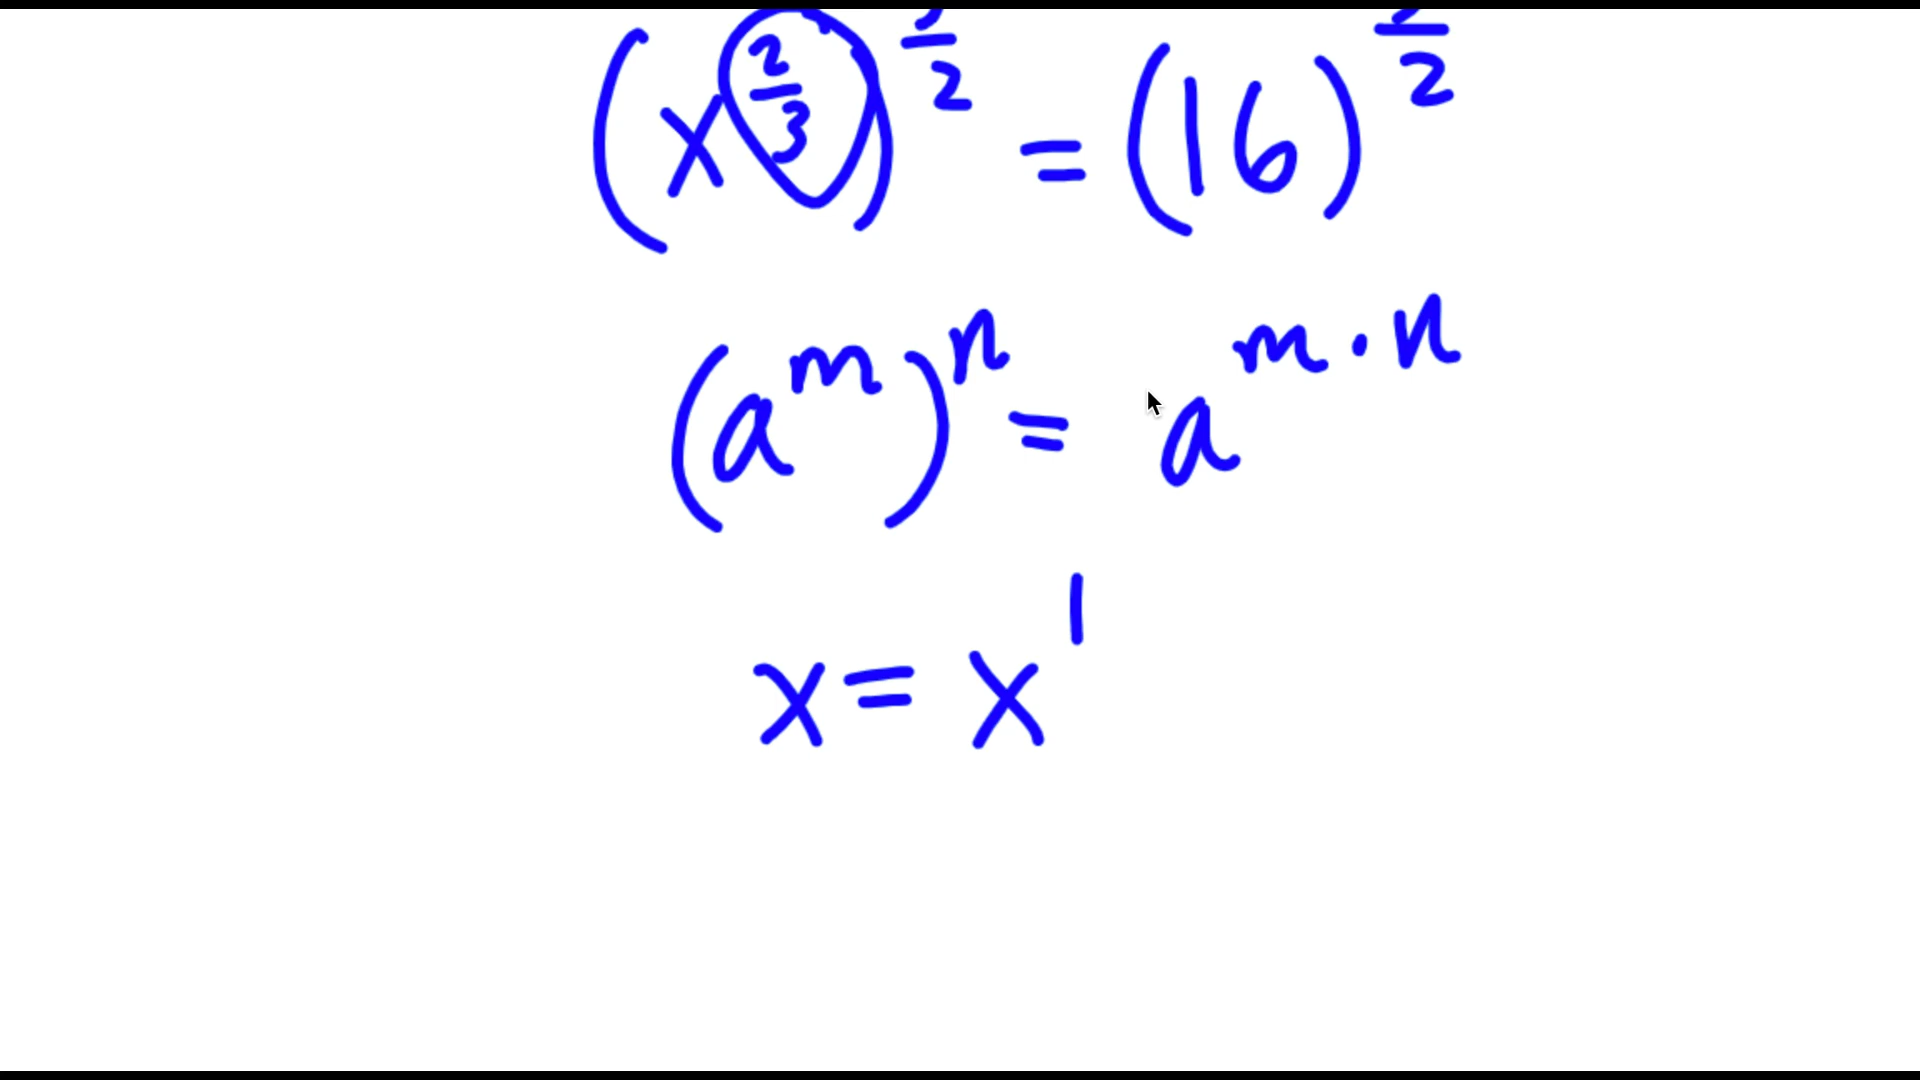 (x^(2/3))^(3/2) = (16)^(3/2)
(a^m)^n = a^(m·n)
x = x^1